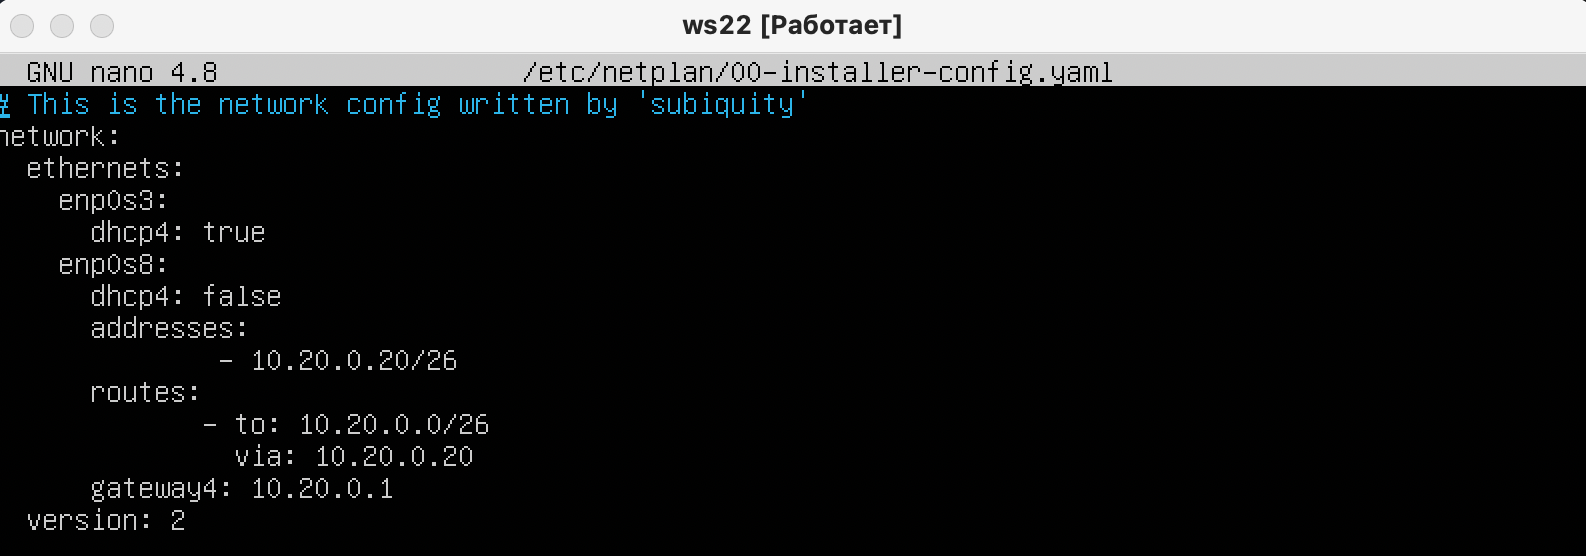 ws22 [Работает]
GNU nano 4.8 /etc/netplan/00-installer-config.yaml
# This is the network config written by 'subiquity'
network:
  ethernets:
    enp0s3:
      dhcp4: true
    enp0s8:
      dhcp4: false
      addresses:
              - 10.20.0.20/26
      routes:
             - to: 10.20.0.0/26
               via: 10.20.0.20
      gateway4: 10.20.0.1
  version: 2